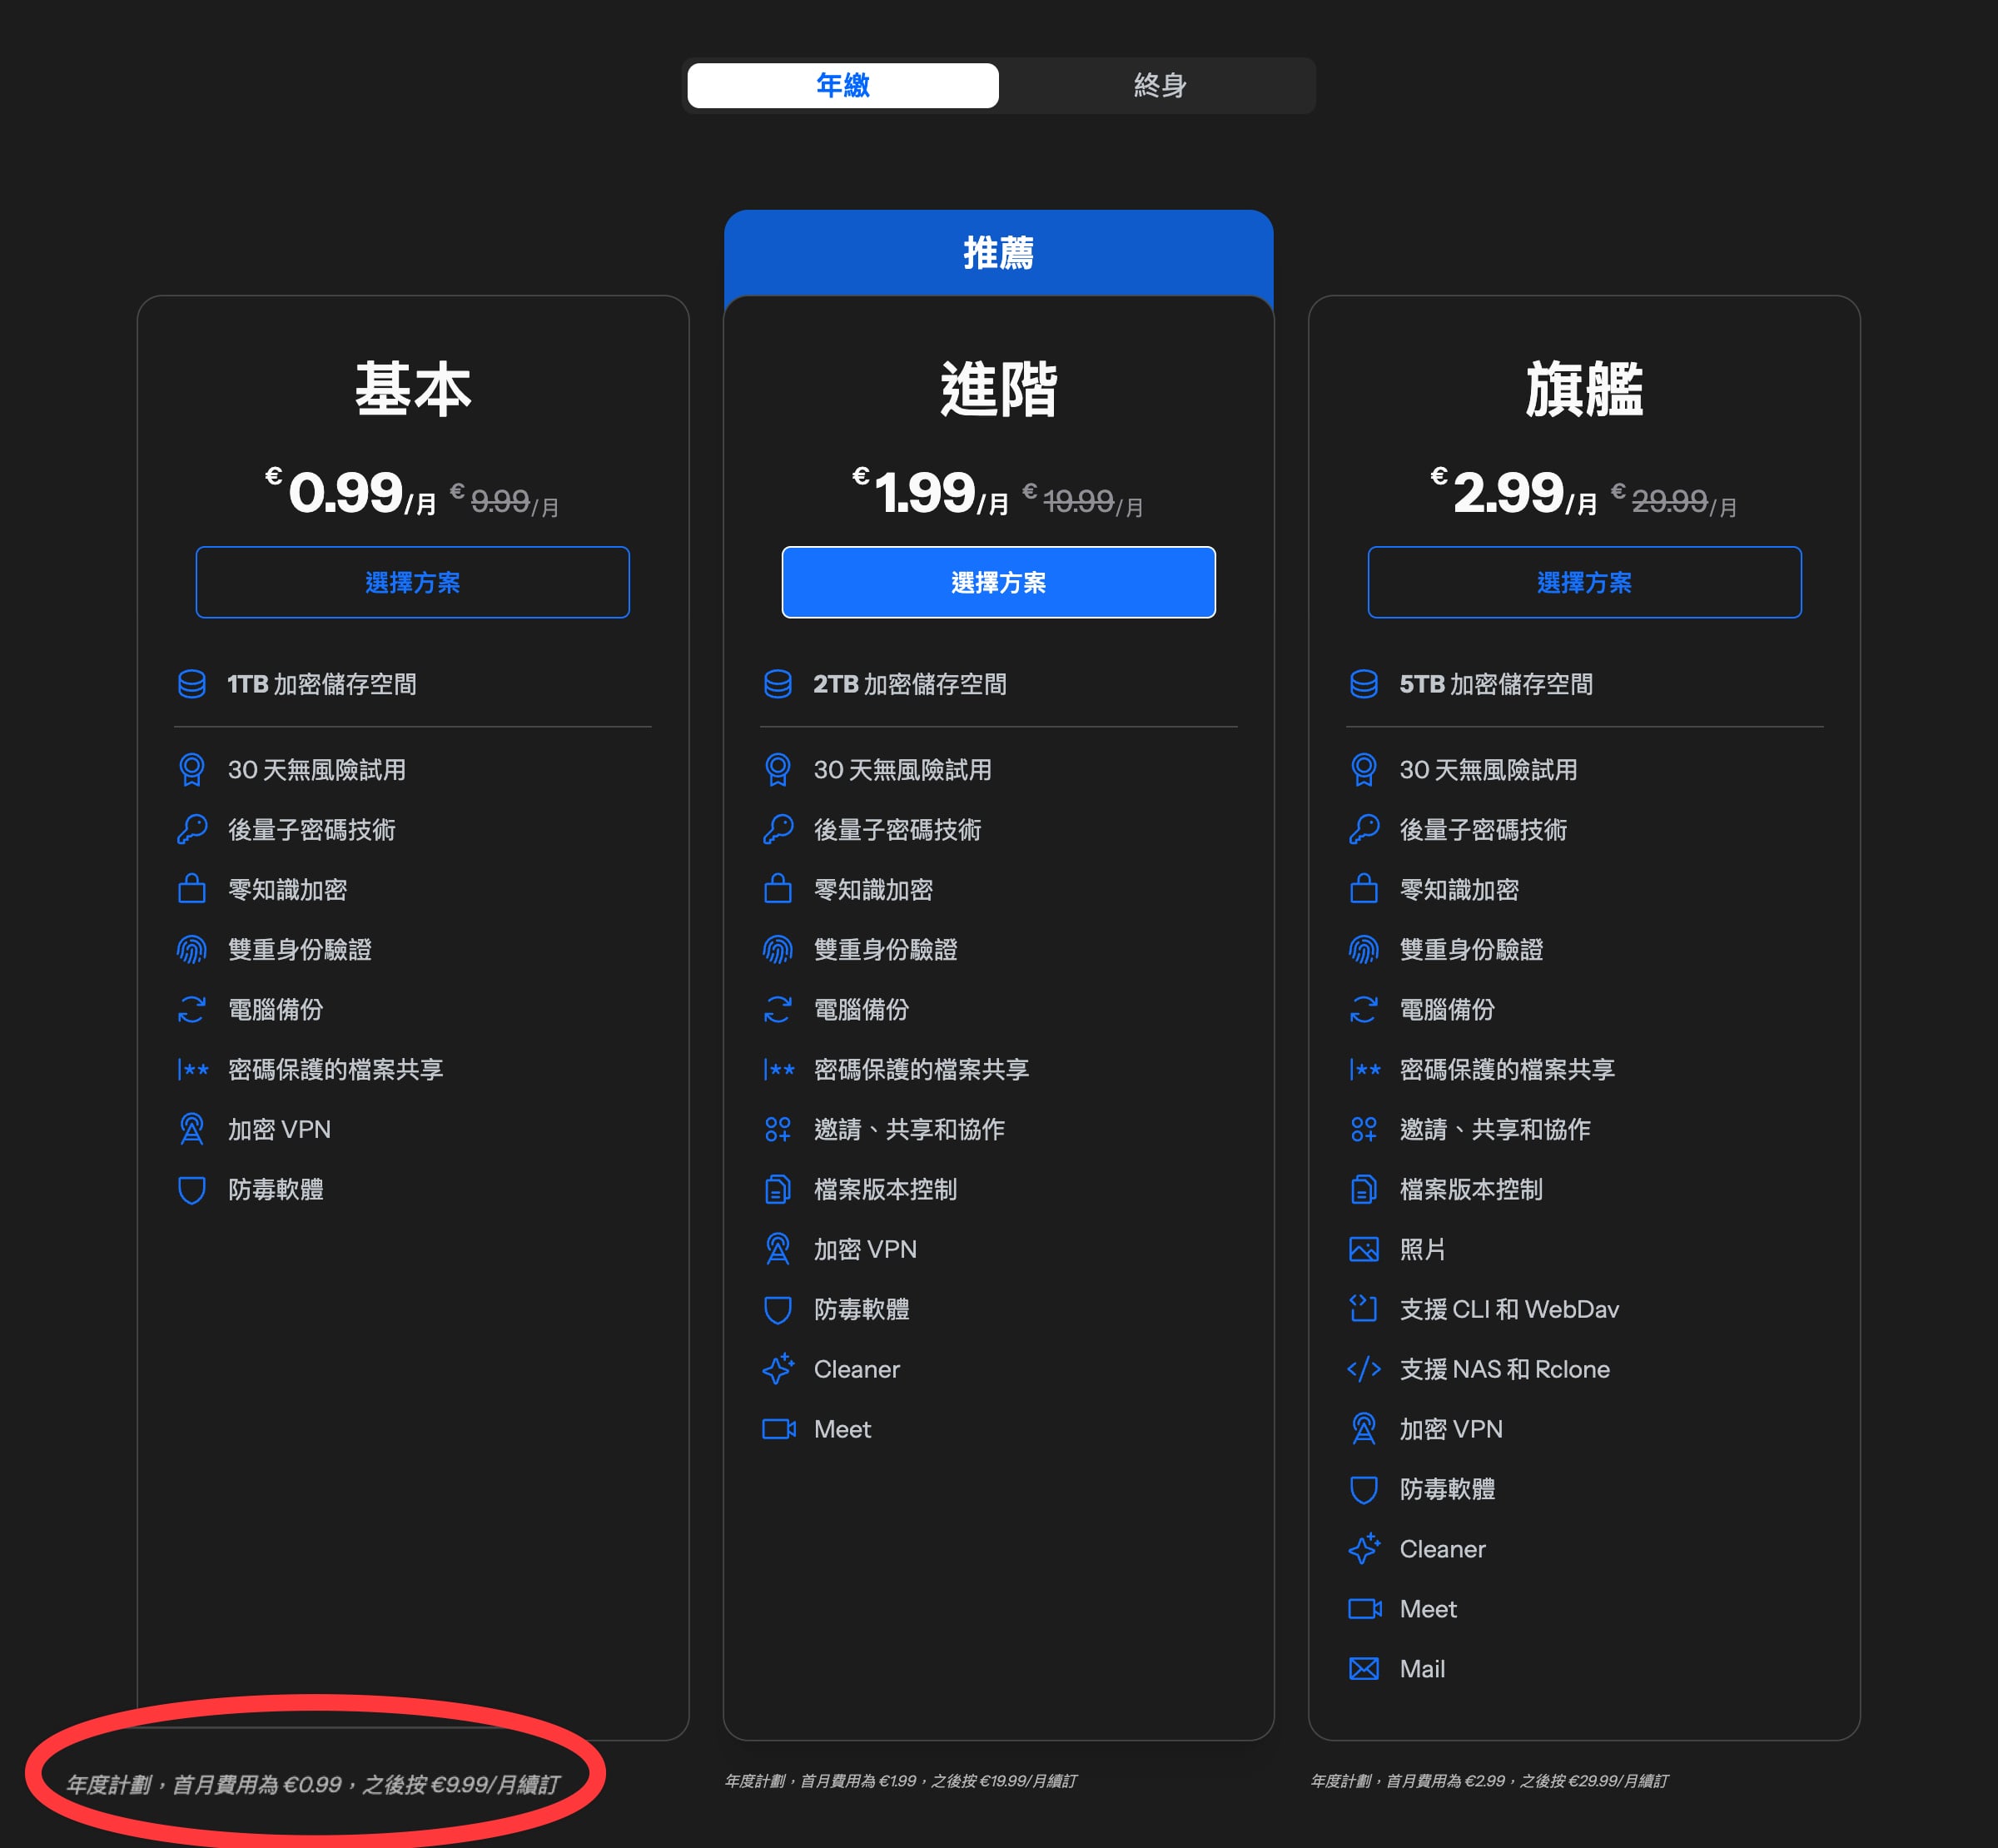 年繳
終身
推薦
基本
€0.99/月 €9.99/月
選擇方案
1TB 加密儲存空間
30 天無風險試用
後量子密碼技術
零知識加密
雙重身份驗證
電腦備份
密碼保護的檔案共享
加密 VPN
防毒軟體
年度計劃，首月費用為 €0.99，之後按 €9.99/月續訂
進階
€1.99/月 €19.99/月
選擇方案
2TB 加密儲存空間
30 天無風險試用
後量子密碼技術
零知識加密
雙重身份驗證
電腦備份
密碼保護的檔案共享
邀請、共享和協作
檔案版本控制
加密 VPN
防毒軟體
Cleaner
Meet
年度計劃，首月費用為 €1.99，之後按 €19.99/月續訂
旗艦
€2.99/月 €29.99/月
選擇方案
5TB 加密儲存空間
30 天無風險試用
後量子密碼技術
零知識加密
雙重身份驗證
電腦備份
密碼保護的檔案共享
邀請、共享和協作
檔案版本控制
照片
支援 CLI 和 WebDav
支援 NAS 和 Rclone
加密 VPN
防毒軟體
Cleaner
Meet
Mail
年度計劃，首月費用為 €2.99，之後按 €29.99/月續訂